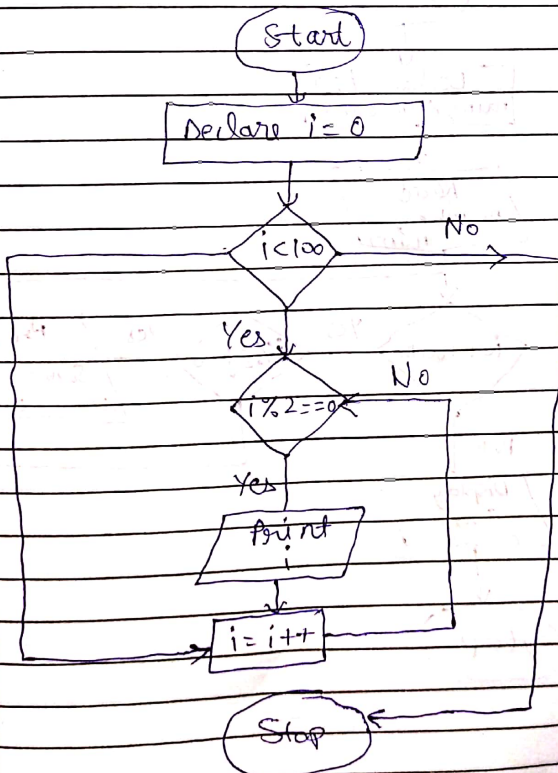 Start
Declare i = 0
i<100
No
Yes
i%2==0
No
Yes
Print
i
i = i++
Stop